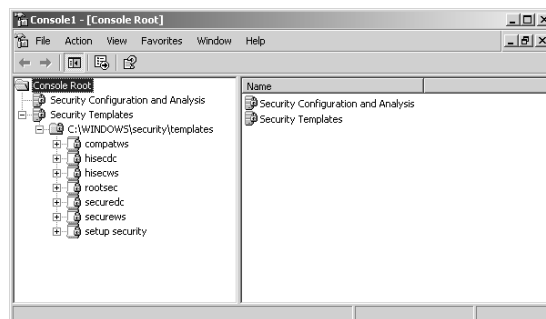 Console1 - [Console Root]
File Action View Favorites Window Help
Console Root
Security Configuration and Analysis
Security Templates
C:\WINDOWS\security\templates
compatws
hisecdc
hisecws
rootsec
securedc
securews
setup security
Name
Security Configuration and Analysis
Security Templates